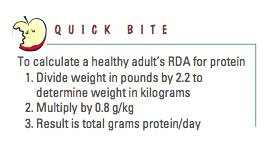 QUICK BITE
To calculate a healthy adult's RDA for protein
1. Divide weight in pounds by 2.2 to
determine weight in kilograms
2. Multiply by 0.8 g/kg
3. Result is total grams protein/day